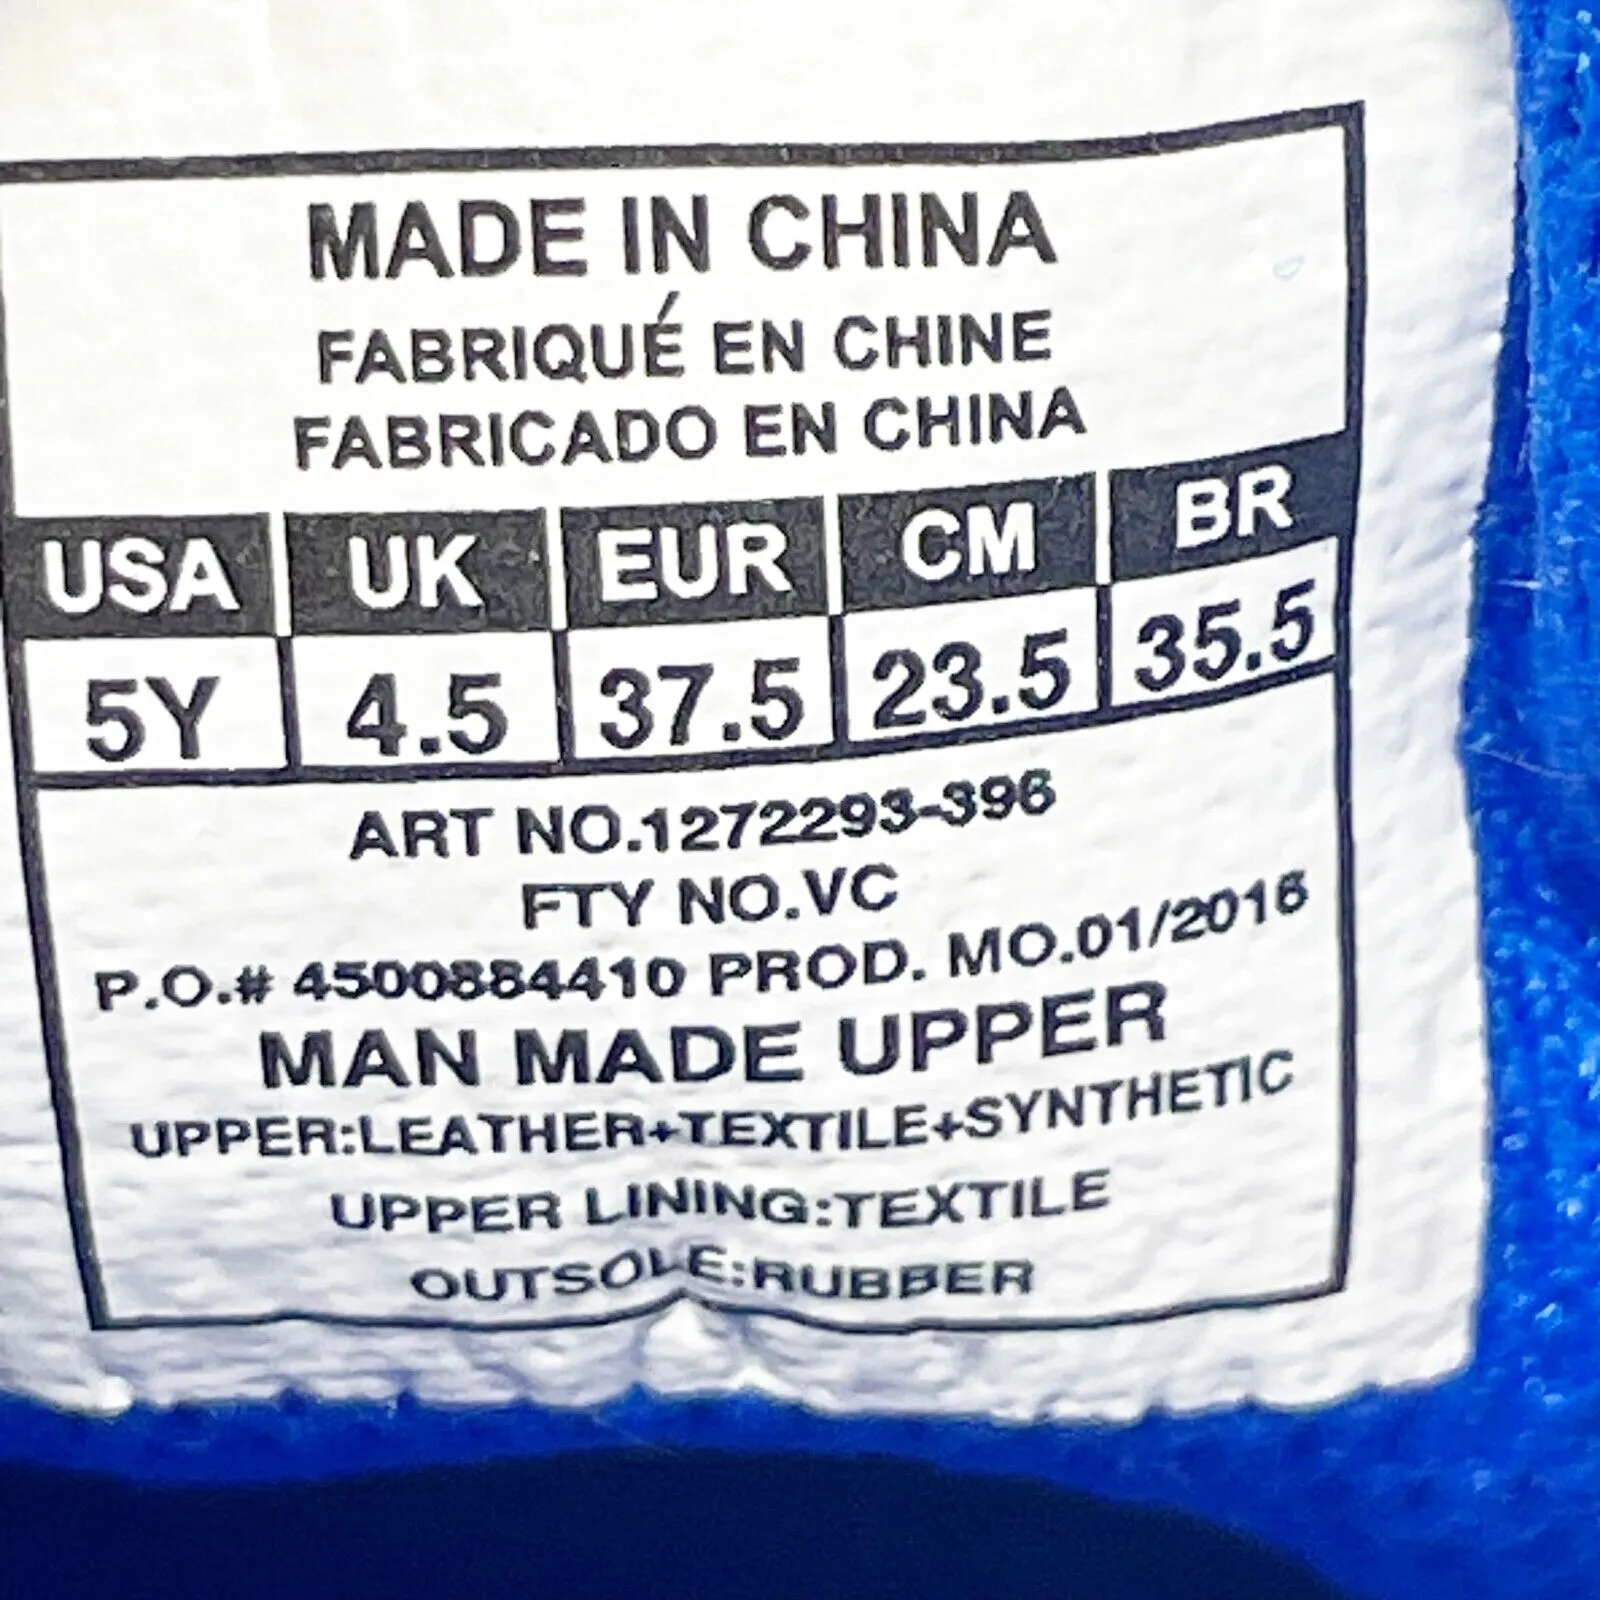 MADE IN CHINA
FABRIQUÉ EN CHINE
FABRICADO EN CHINA
USA UK EUR CM BR
5Y 4.5 37.5 23.5 35.5
ART NO.1272293-396
FTY NO.VC
P.O.# 4500884410 PROD. MO.01/2016
MAN MADE UPPER
UPPER:LEATHER+TEXTILE+SYNTHETIC
UPPER LINING:TEXTILE
OUTSOLE:RUBBER